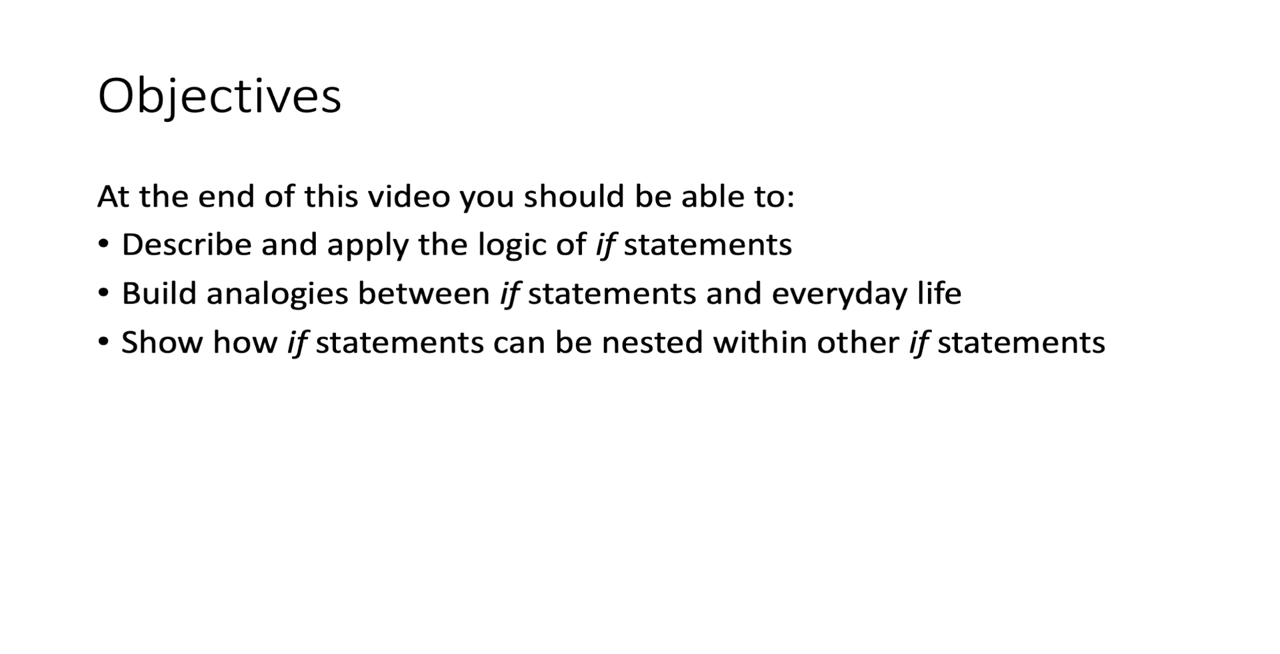 Objectives
At the end of this video you should be able to:
• Describe and apply the logic of if statements
• Build analogies between if statements and everyday life
• Show how if statements can be nested within other if statements